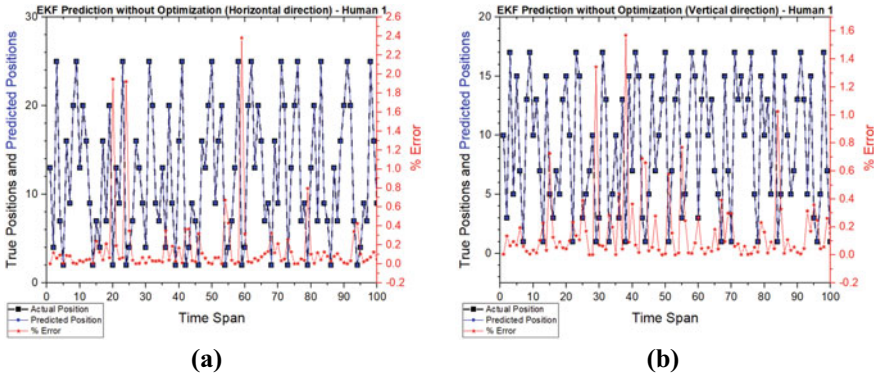 EKF Prediction without Optimization (Horizontal direction) - Human 1
True Positions and Predicted Positions
30
20
10
0
2.6
2.4
2.2
2.0
1.8
1.6
1.4
1.2
1.0
0.8
0.6
0.4
0.2
0.0
-0.2
% Error
0 10 20 30 40 50 60 70 80 90 100
Time Span
Actual Position
Predicted Position
% Error
(a)
EKF Prediction without Optimization (Vertical direction) - Human 1
True Positions and Predicted Positions
20
15
10
5
0
1.6
1.4
1.2
1.0
0.8
0.6
0.4
0.2
0.0
-0.2
% Error
0 10 20 30 40 50 60 70 80 90 100
Time Span
Actual Position
Predicted Position
% Error
(b)